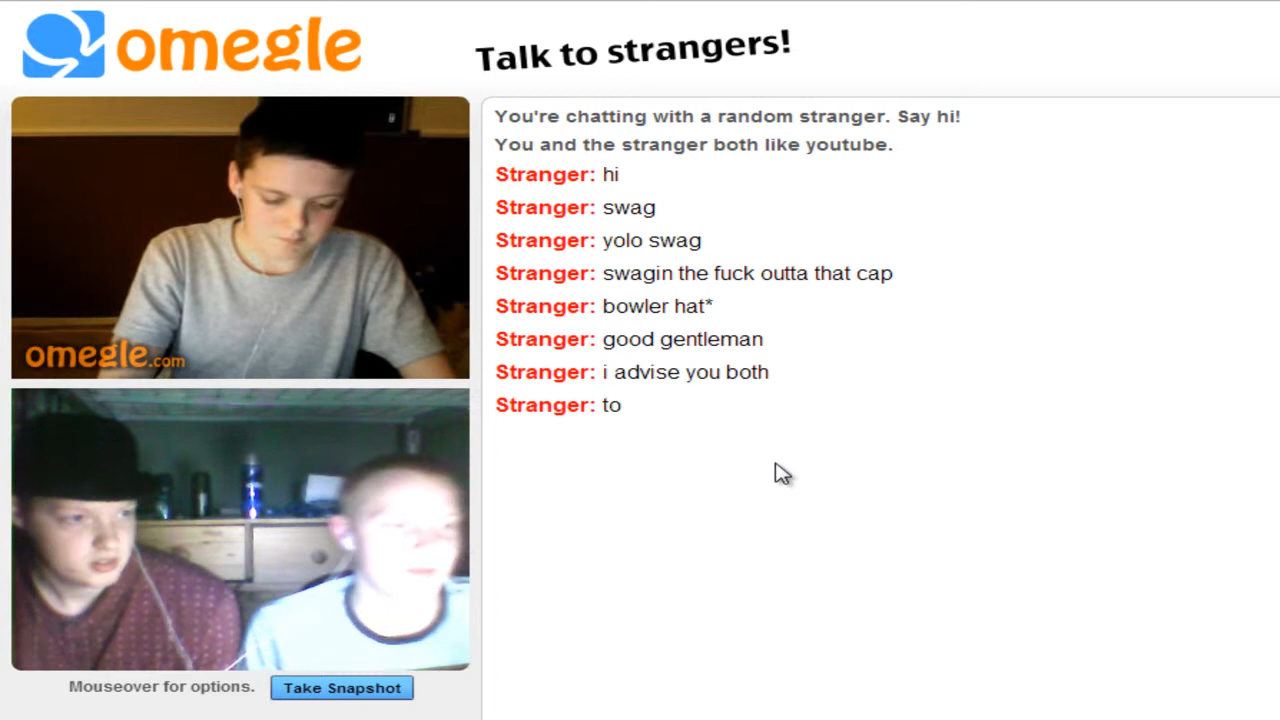 omegle
Talk to strangers!
You're chatting with a random stranger. Say hi!
You and the stranger both like youtube.
Stranger: hi
Stranger: swag
Stranger: yolo swag
Stranger: swagin the fuck outta that cap
Stranger: bowler hat*
Stranger: good gentleman
Stranger: i advise you both
Stranger: to
omegle.com
Mouseover for options.
Take Snapshot